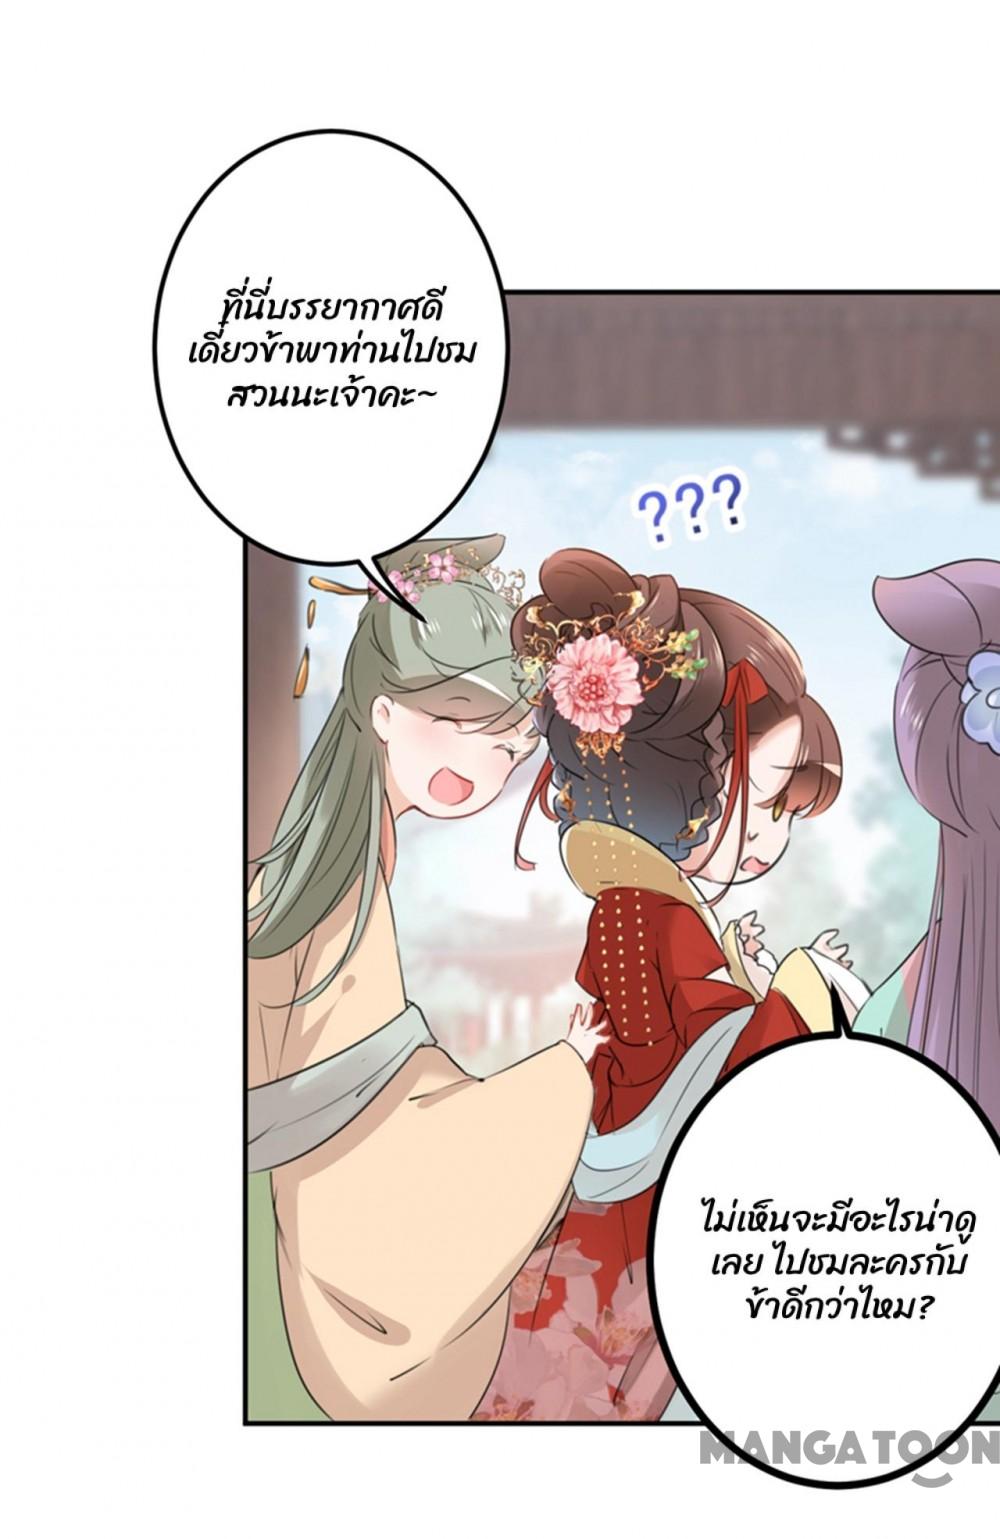 ที่นี่บรรยากาศดี
เดี๋ยวข้าพาท่านไปชม
สวนนะเจ้าคะ~
???
ไม่เห็นจะมีอะไรน่าดู
เลย ไปชมละครกับ
ข้าดีกว่าไหม?
MANGATOON